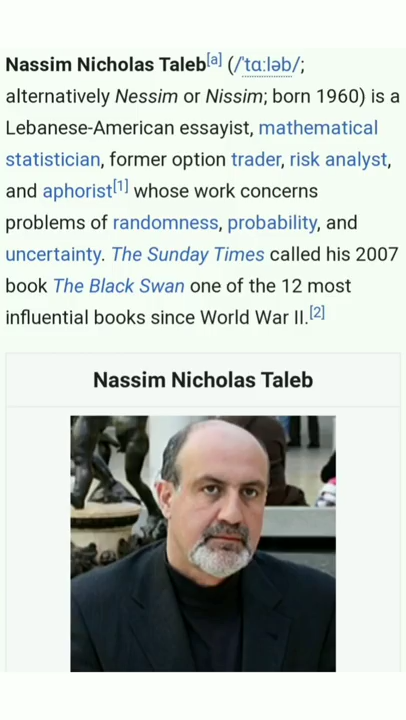 Nassim Nicholas Taleb[a] (/ˈtɑːləb/;
alternatively Nessim or Nissim; born 1960) is a
Lebanese-American essayist, mathematical
statistician, former option trader, risk analyst,
and aphorist[1] whose work concerns
problems of randomness, probability, and
uncertainty. The Sunday Times called his 2007
book The Black Swan one of the 12 most
influential books since World War II.[2]
Nassim Nicholas Taleb